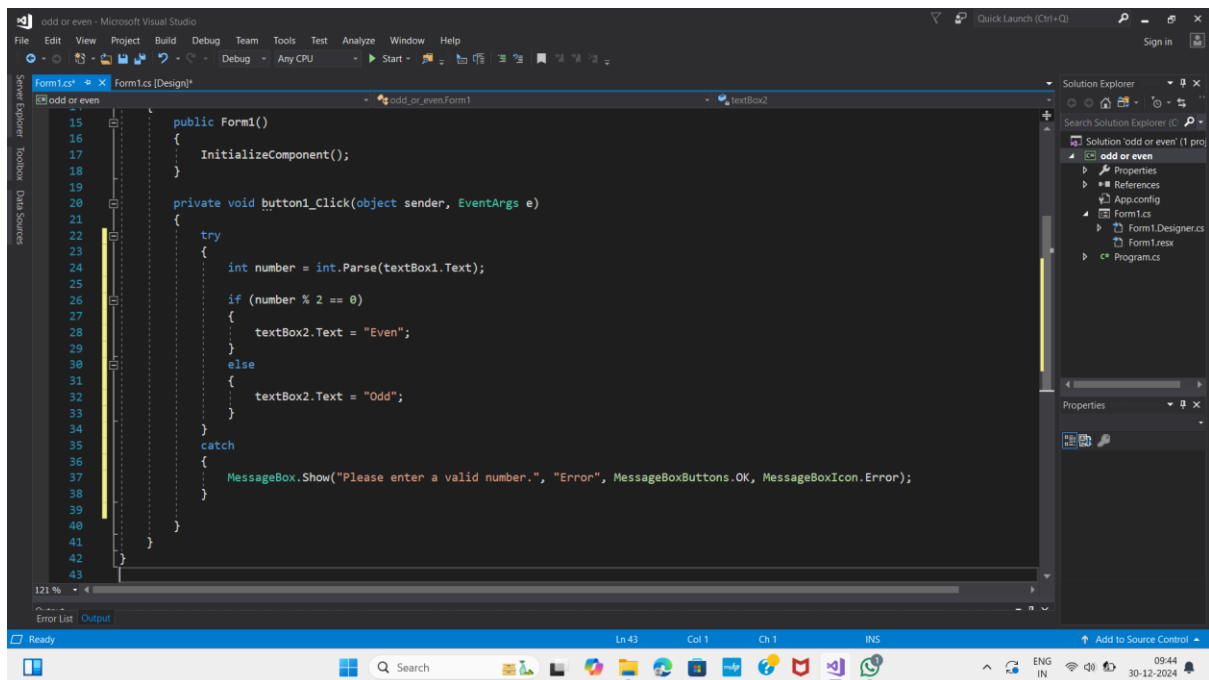 odd or even - Microsoft Visual Studio
Quick Launch (Ctrl+Q)
File Edit View Project Build Debug Team Tools Test Analyze Window Help
Sign in
Debug Any CPU Start
Server Explorer
Toolbox
Data Sources
Form1.cs* Form1.cs [Design]*
odd or even odd_or_even.Form1 textBox2
15 public Form1()
16 {
17 InitializeComponent();
18 }
19
20 private void button1_Click(object sender, EventArgs e)
21 {
22 try
23 {
24 int number = int.Parse(textBox1.Text);
25
26 if (number % 2 == 0)
27 {
28 textBox2.Text = "Even";
29 }
30 else
31 {
32 textBox2.Text = "Odd";
33 }
34 }
35 catch
36 {
37 MessageBox.Show("Please enter a valid number.", "Error", MessageBoxButtons.OK, MessageBoxIcon.Error);
38 }
39
40 }
41 }
42 }
43
121 %
Error List Output
Solution Explorer
Search Solution Explorer (C
Solution 'odd or even' (1 proj
odd or even
Properties
References
App.config
Form1.cs
Form1.Designer.cs
Form1.resx
C# Program.cs
Properties
Ready Ln 43 Col 1 Ch 1 INS Add to Source Control
Search
ENG
IN
09:44
30-12-2024